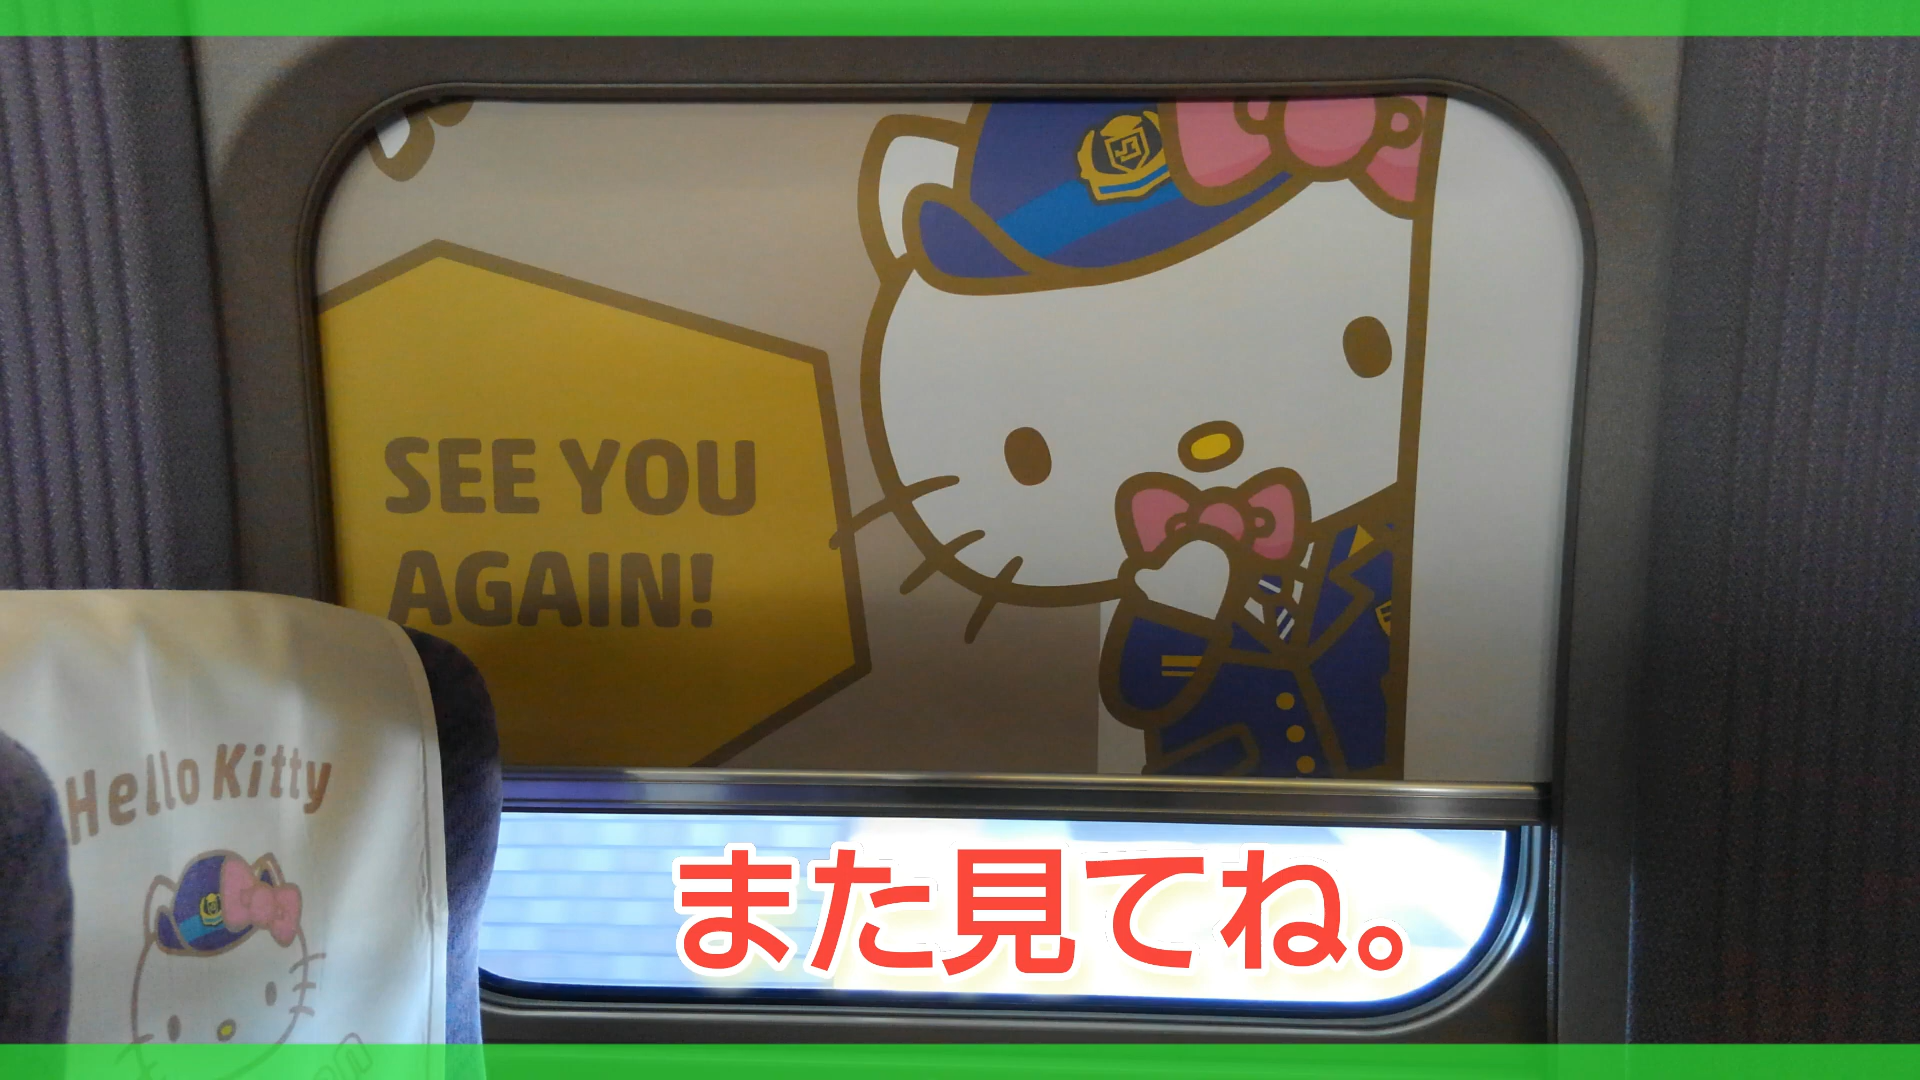 SEE YOU
AGAIN!
Hello Kitty
また見てね。